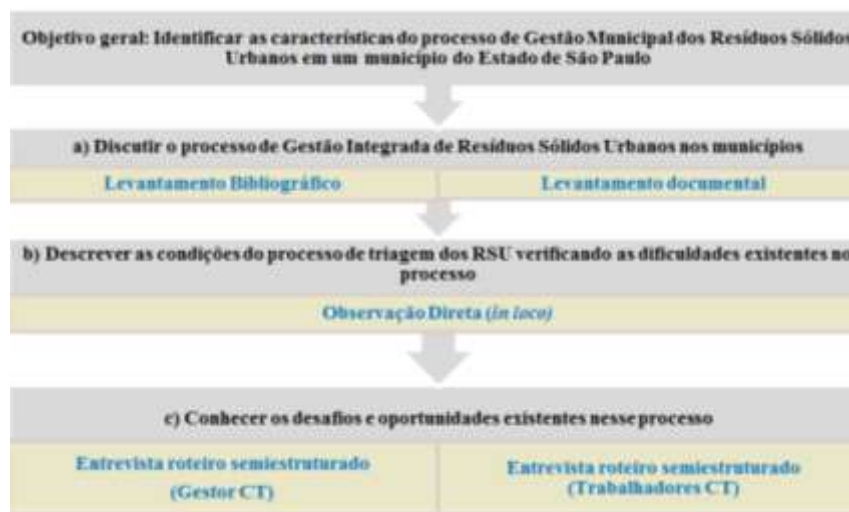 Objetivo geral: Identificar as características do processo de Gestão Municipal dos Resíduos Sólidos
Urbanos em um município do Estado de São Paulo
a) Discutir o processo de Gestão Integrada de Resíduos Sólidos Urbanos nos municípios
Levantamento Bibliográfico
Levantamento documental
b) Descrever as condições do processo de triagem dos RSU verificando as dificuldades existentes no
processo
Observação Direta (in loco)
c) Conhecer os desafios e oportunidades existentes nesse processo
Entrevista roteiro semiestruturado
(Gestor CT)
Entrevista roteiro semiestruturado
(Trabalhadores CT)